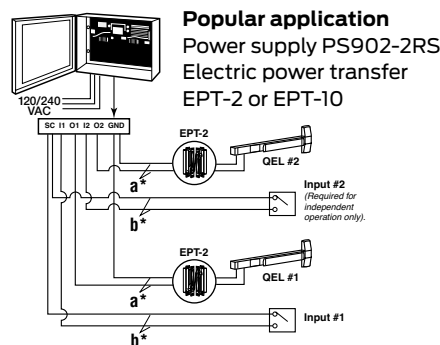 Popular application
Power supply PS902-2RS
Electric power transfer
EPT-2 or EPT-10
120/240
VAC
SC I1 O1 I2 O2 GND
EPT-2
QEL #2
a*
Input #2
(Required for
independent
operation only).
b*
EPT-2
QEL #1
a*
Input #1
b*